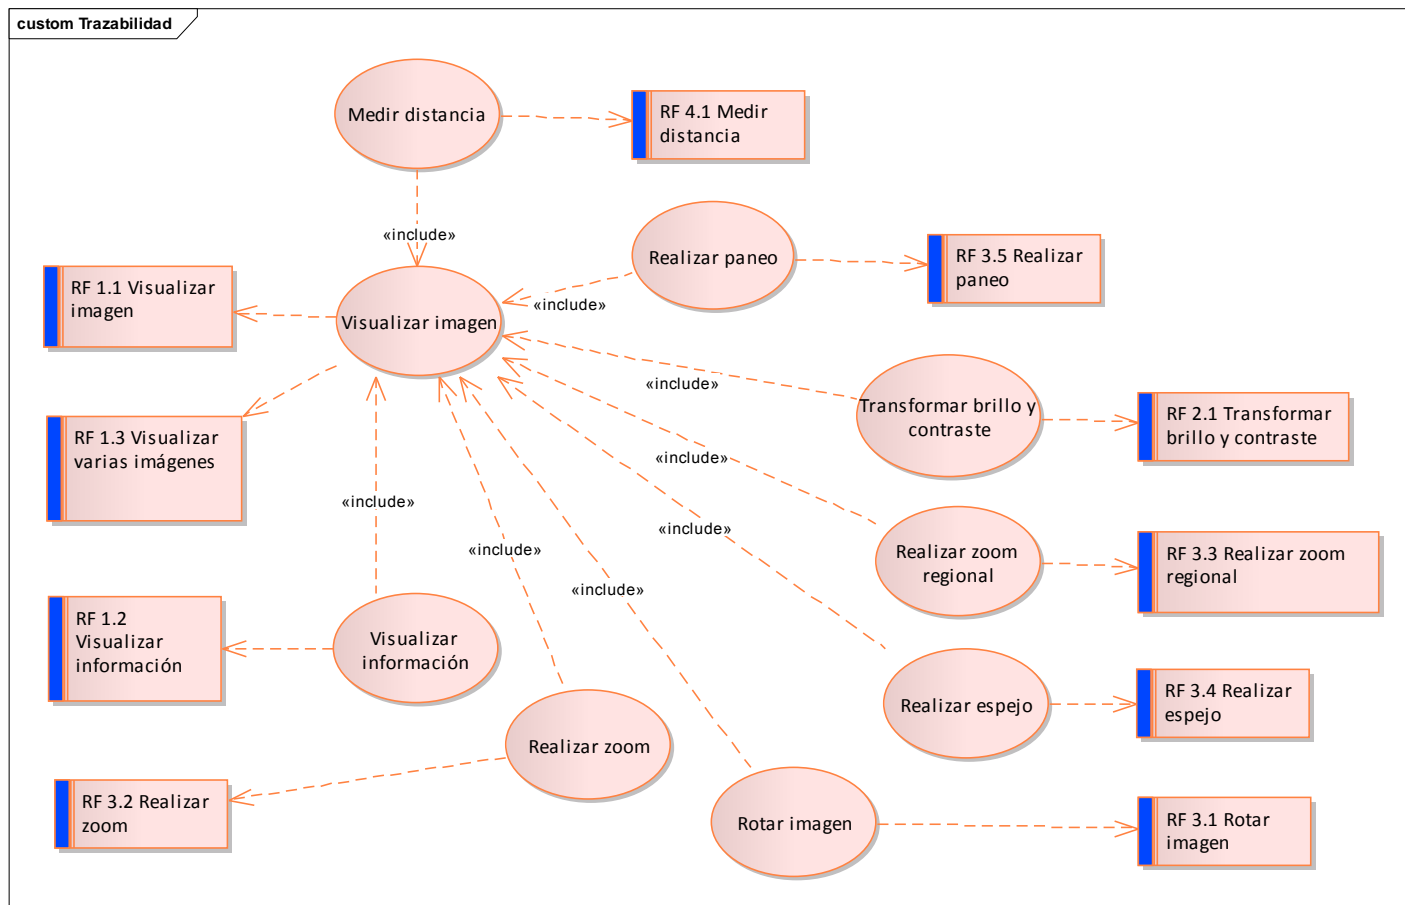 custom Trazabilidad
Medir distancia
RF 4.1 Medir
distancia
«include»
Realizar paneo
RF 3.5 Realizar
paneo
RF 1.1 Visualizar
imagen
Visualizar imagen
«include»
«include»
Transformar brillo y
contraste
RF 2.1 Transformar
brillo y contraste
RF 1.3 Visualizar
varias imágenes
«include»
«include»
«include»
«include»
«include»
Realizar zoom
regional
RF 3.3 Realizar zoom
regional
RF 1.2
Visualizar
información
Visualizar
información
Realizar espejo
RF 3.4 Realizar
espejo
Realizar zoom
RF 3.2 Realizar
zoom
Rotar imagen
RF 3.1 Rotar
imagen